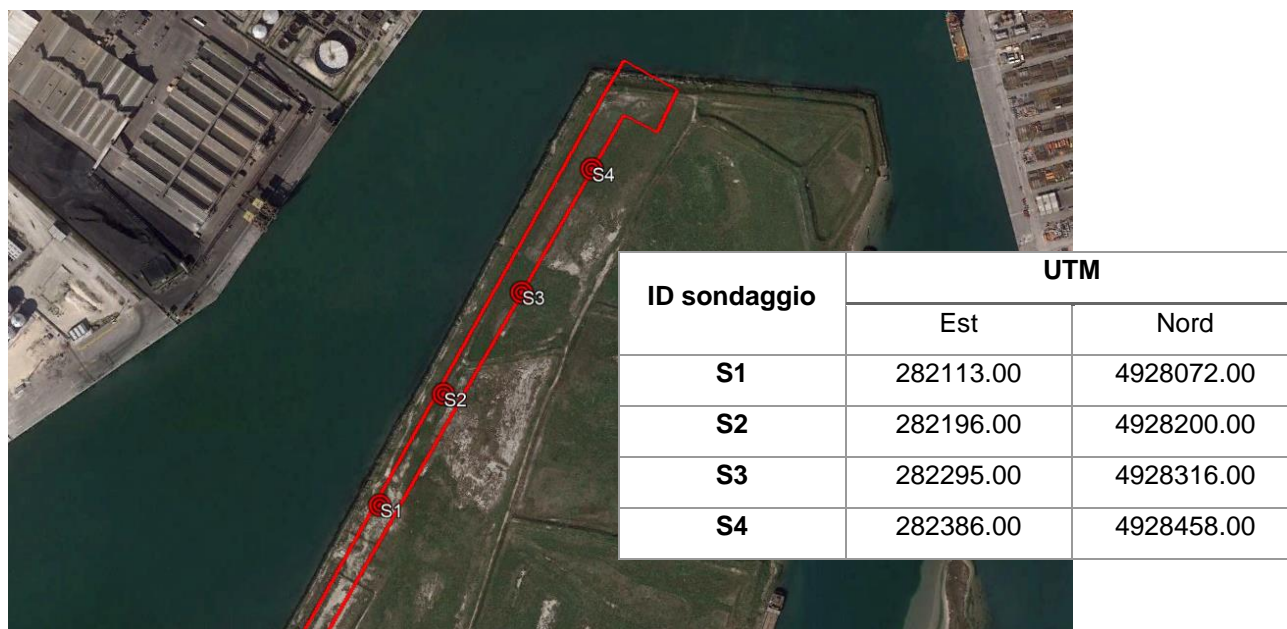 S4
S3
S2
S1
ID sondaggio UTM
Est Nord
S1 282113.00 4928072.00
S2 282196.00 4928200.00
S3 282295.00 4928316.00
S4 282386.00 4928458.00